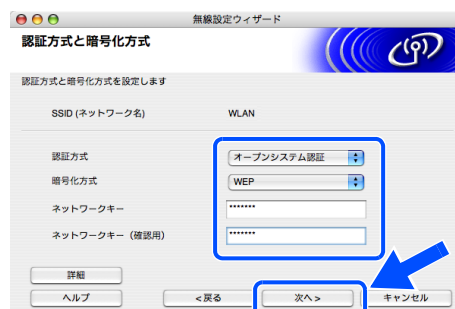 無線設定ウィザード
認証方式と暗号化方式
認証方式と暗号化方式を設定します
SSID (ネットワーク名) WLAN
認証方式 オープンシステム認証
暗号化方式 WEP
ネットワークキー •••••••
ネットワークキー（確認用） •••••••
詳細
ヘルプ <戻る 次へ > キャンセル